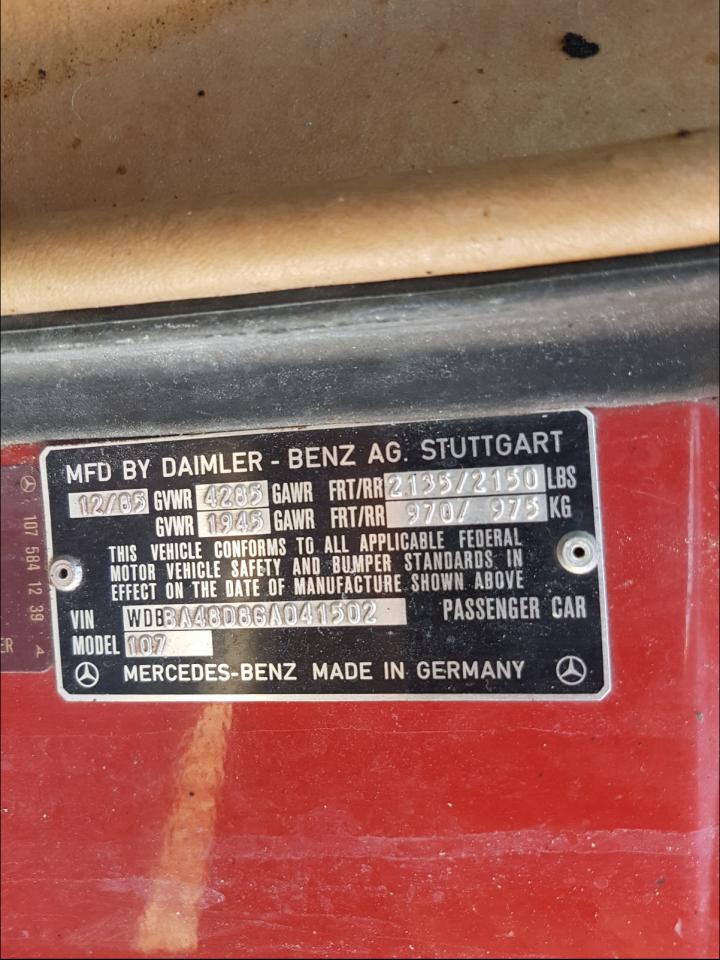 MFD BY DAIMLER - BENZ AG. STUTTGART
12/85 GVWR 4285 GAWR FRT/RR 2135/2150 LBS
GVWR 1945 GAWR FRT/RR 970/ 975 KG
THIS VEHICLE CONFORMS TO ALL APPLICABLE FEDERAL
MOTOR VEHICLE SAFETY AND BUMPER STANDARDS IN
EFFECT ON THE DATE OF MANUFACTURE SHOWN ABOVE
VIN WDBBA48D8GA041502 PASSENGER CAR
MODEL 107
MERCEDES-BENZ MADE IN GERMANY
107 584 12 39 A
ER